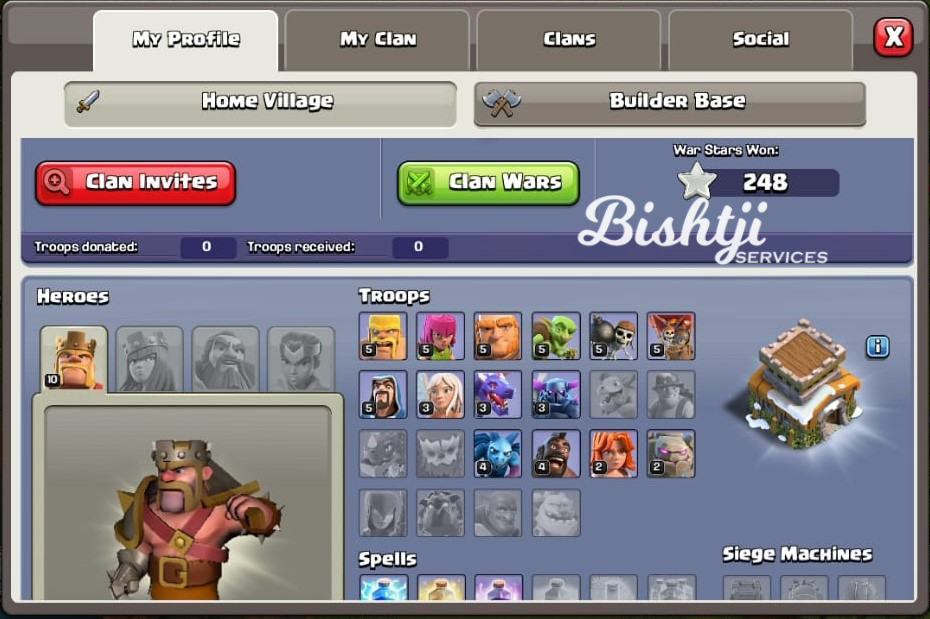 My Profile
My Clan
Clans
Social
X
Home Village
Builder Base
Clan Invites
Clan Wars
War Stars Won:
248
Bishtji
SERVICES
Troops donated: 0 Troops received: 0
Heroes
10
Troops
5 5 5 5 5 5
5 3 3 3
4 4 2 2
i
G
Spells
Siege Machines